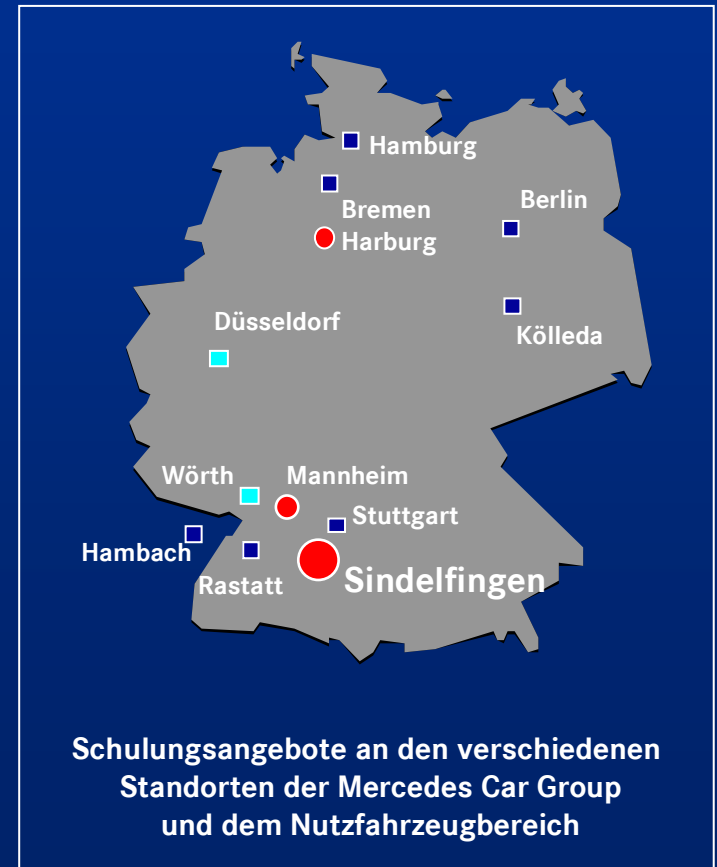 Hamburg
Bremen
Berlin
Harburg
Düsseldorf
Kölleda
Wörth
Mannheim
Stuttgart
Hambach
Rastatt
Sindelfingen
Schulungsangebote an den verschiedenen
Standorten der Mercedes Car Group
und dem Nutzfahrzeugbereich